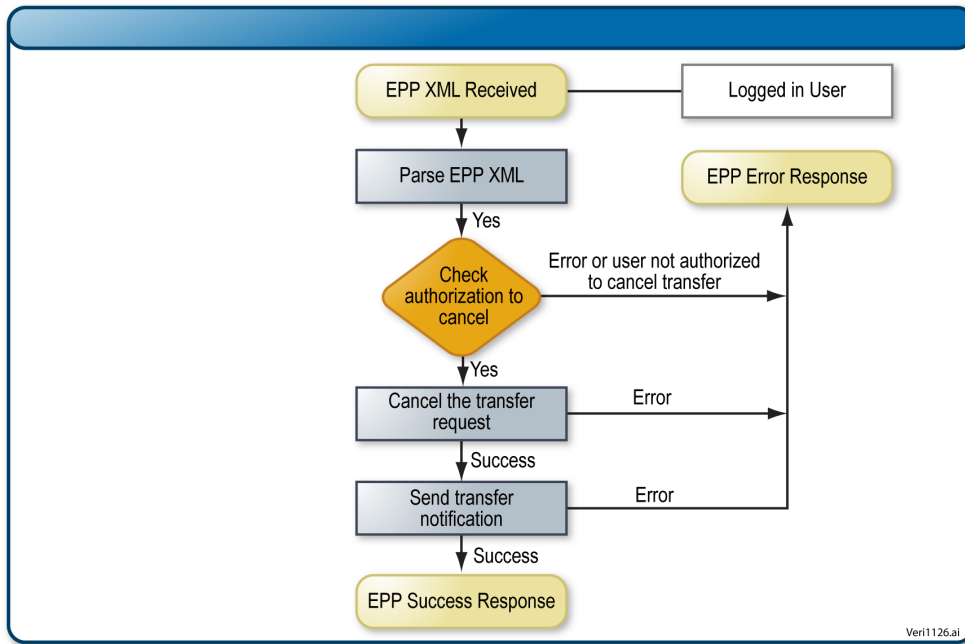 EPP XML Received
Logged in User
Parse EPP XML
EPP Error Response
Yes
Check
authorization to
cancel
Error or user not authorized
to cancel transfer
Yes
Cancel the transfer
request
Error
Success
Send transfer
notification
Error
Success
EPP Success Response
Veri1126.ai